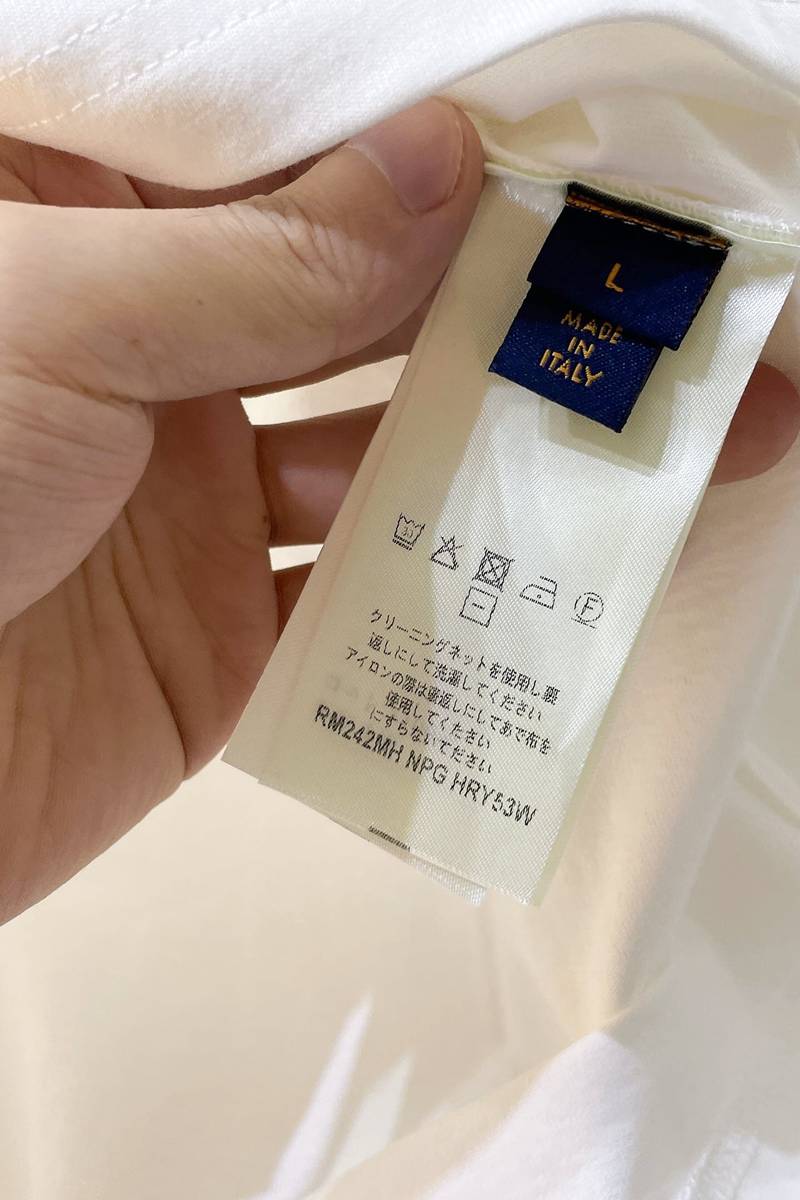 L
MADE
IN
ITALY
30
F
クリーニングネットを使用し裏
返しにして洗濯してください
アイロンの際は裏返しにしてあで布を
使用してください
にすらないてださい
RM242MH NPG HRY53W